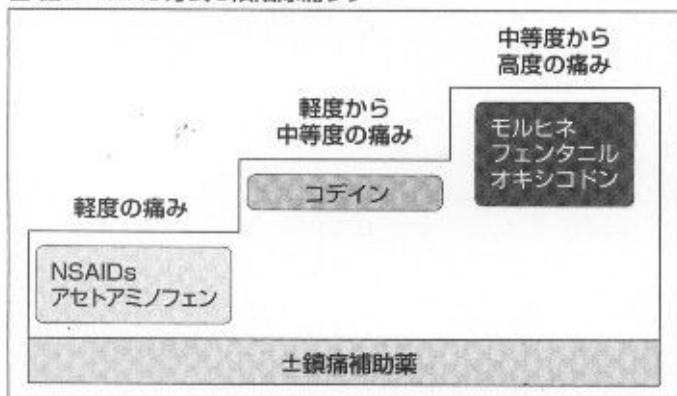 中等度から
高度の痛み
軽度から
中等度の痛み
モルヒネ
フェンタニル
オキシコドン
コデイン
軽度の痛み
NSAIDs
アセトアミノフェン
±鎮痛補助薬